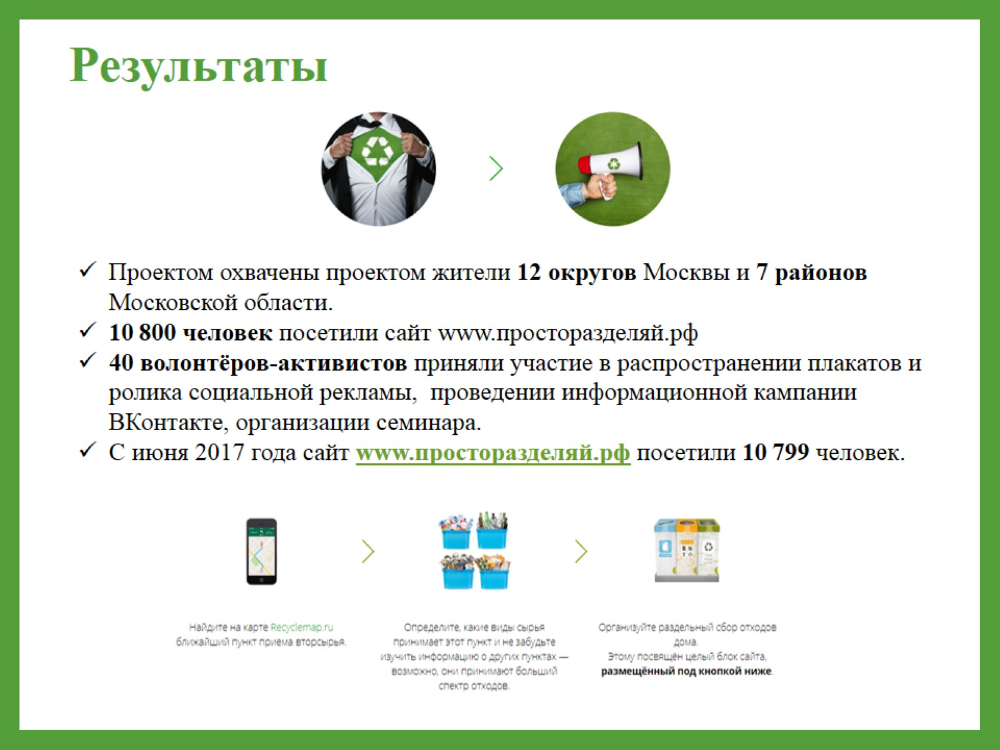 Результаты
Проектом охвачены проектом жители 12 округов Москвы и 7 районов
Московской области.
10 800 человек посетили сайт www.просторазделяй.рф
40 волонтёров-активистов приняли участие в распространении плакатов и
ролика социальной рекламы, проведении информационной кампании
ВКонтакте, организации семинара.
С июня 2017 года сайт www.просторазделяй.рф посетили 10 799 человек.
Найдите на карте Recyclemap.ru
ближайший пункт приема вторсырья.
Определите, какие виды сырья
принимает этот пункт и не забудьте
изучить информацию о других пунктах —
возможно, они принимают больший
спектр отходов.
Организуйте раздельный сбор отходов
дома.
Этому посвящён целый блок сайта,
размещённый под кнопкой ниже.